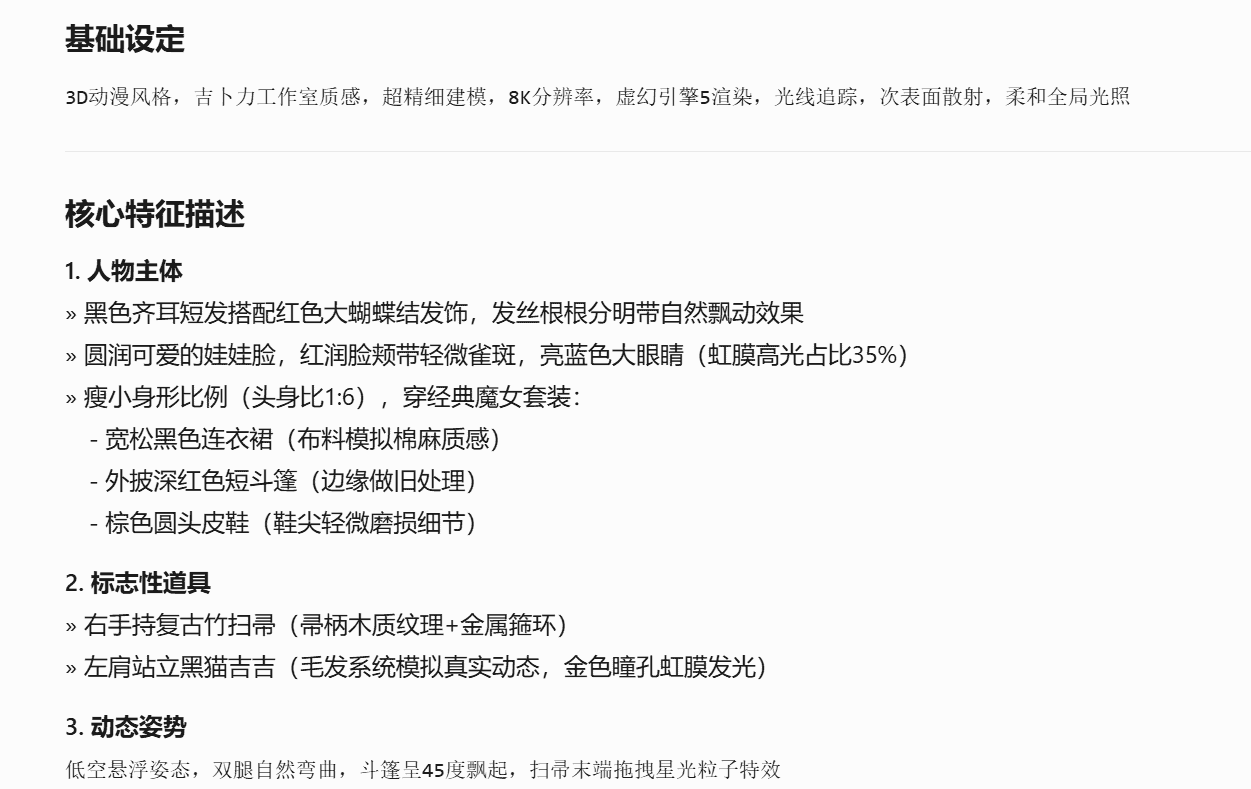 基础设定
3D动漫风格，吉卜力工作室质感，超精细建模，8K分辨率，虚幻引擎5渲染，光线追踪，次表面散射，柔和全局光照
核心特征描述
1. 人物主体
» 黑色齐耳短发搭配红色大蝴蝶结发饰，发丝根根分明带自然飘动效果
» 圆润可爱的娃娃脸，红润脸颊带轻微雀斑，亮蓝色大眼睛（虹膜高光占比35%）
» 瘦小身形比例（头身比1:6），穿经典魔女套装：
- 宽松黑色连衣裙（布料模拟棉麻质感）
- 外披深红色短斗篷（边缘做旧处理）
- 棕色圆头皮鞋（鞋尖轻微磨损细节）
2. 标志性道具
» 右手持复古竹扫帚（帚柄木质纹理+金属箍环）
» 左肩站立黑猫吉吉（毛发系统模拟真实动态，金色瞳孔虹膜发光）
3. 动态姿势
低空悬浮姿态，双腿自然弯曲，斗篷呈45度飘起，扫帚末端拖拽星光粒子特效